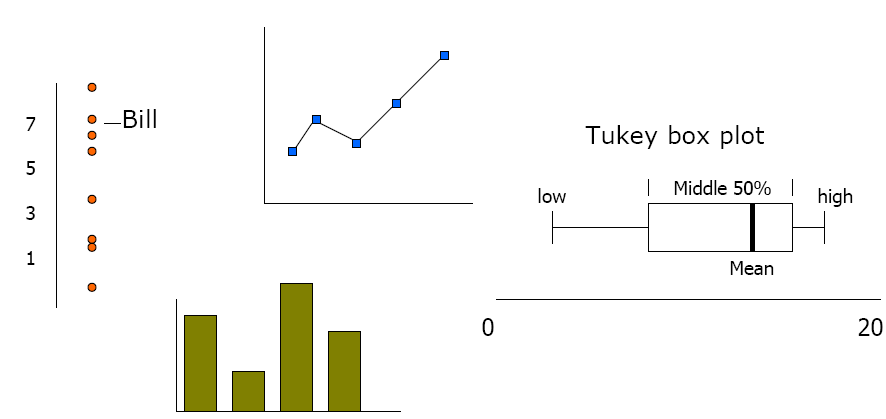 7
5
3
1
Bill
Tukey box plot
low
Middle 50%
high
Mean
0
20